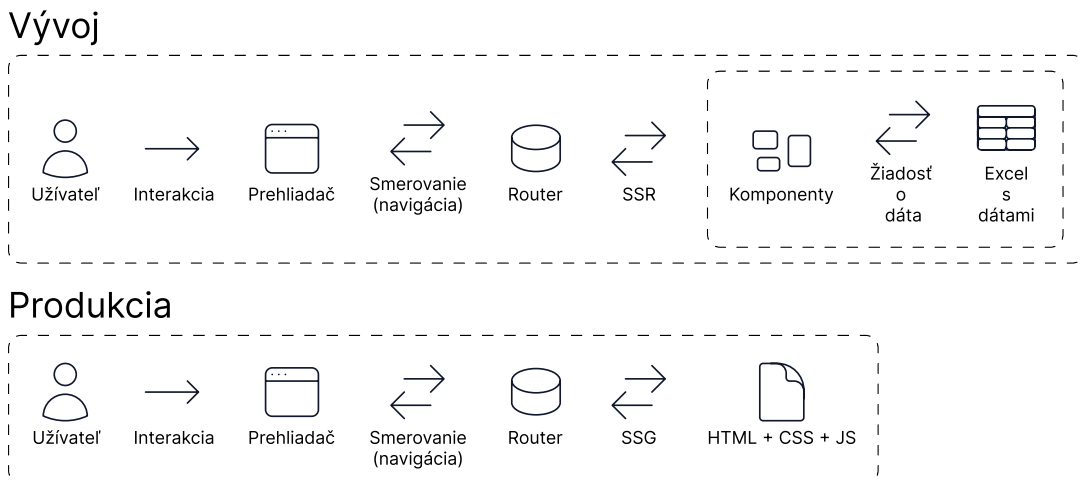 Vývoj
Užívateľ
Interakcia
Prehliadač
Smerovanie
(navigácia)
Router
SSR
Komponenty
Žiadosť
o
dáta
Excel
s
dátami
Produkcia
Užívateľ
Interakcia
Prehliadač
Smerovanie
(navigácia)
Router
SSG
HTML + CSS + JS